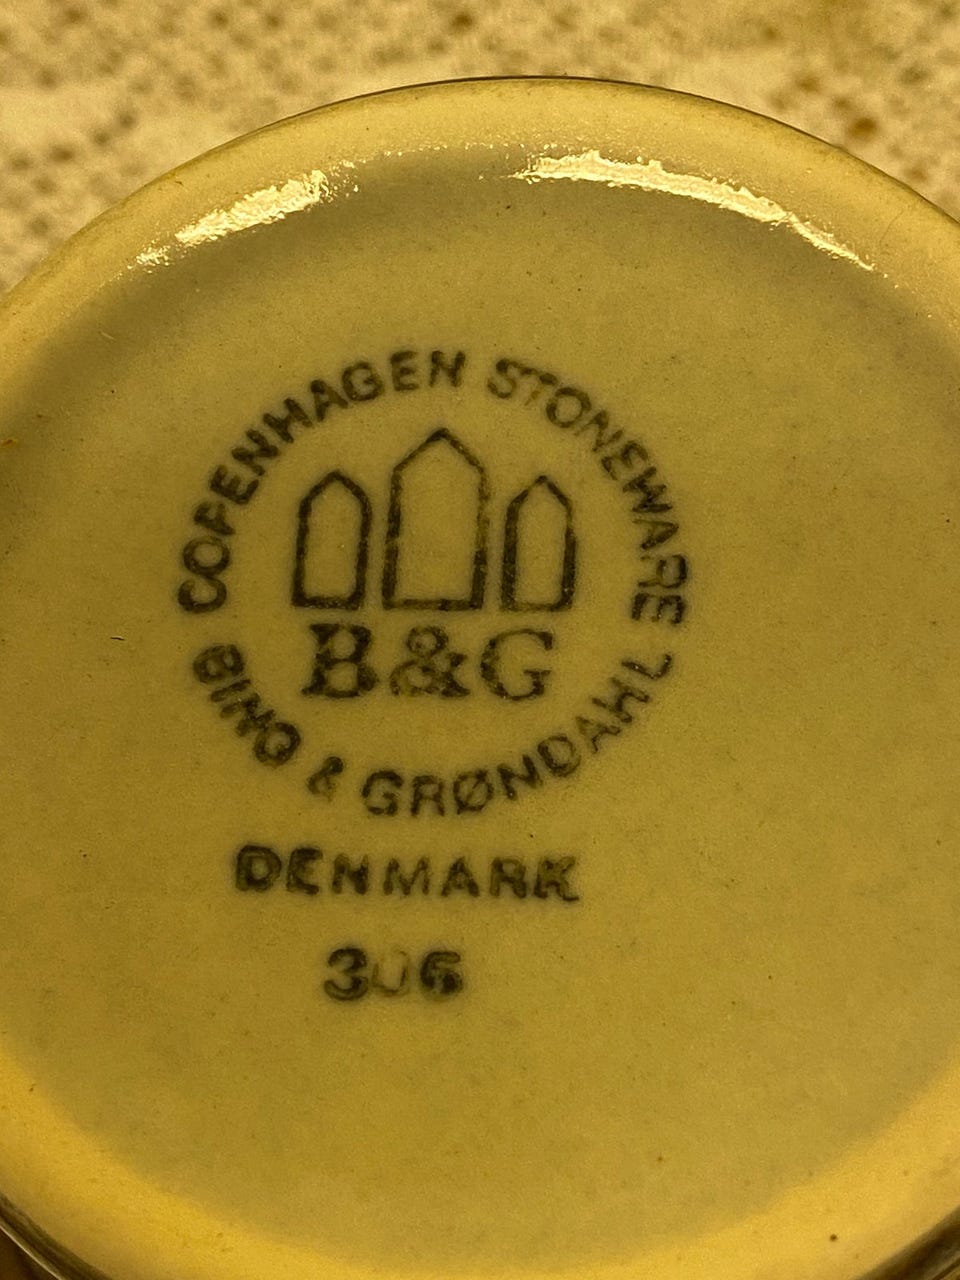 COPENHAGEN STONEWARE
B&G
BING & GRØNDAHL
DENMARK
306